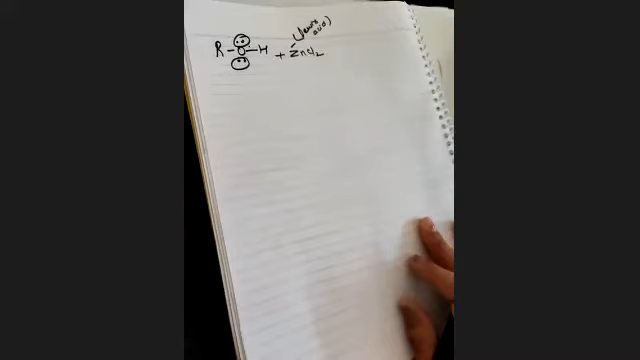 (Lewis
acid)
R-Ö-H + ZnCl2